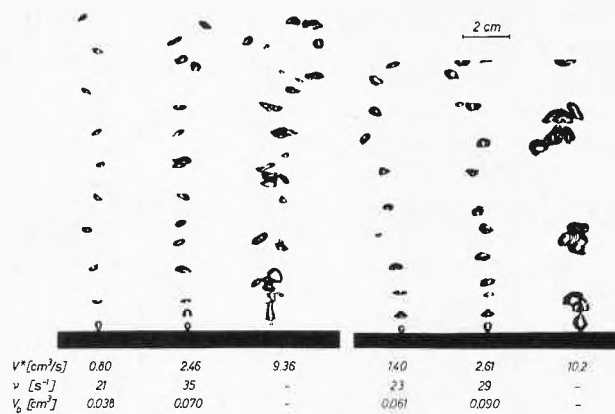 2 cm
V* [cm³/s] 0.80 2.46 9.36 1.40 2.61 10.2
ν [s⁻¹] 21 35 - 23 29 -
V_b [cm³] 0.038 0.070 - 0.061 0.090 -